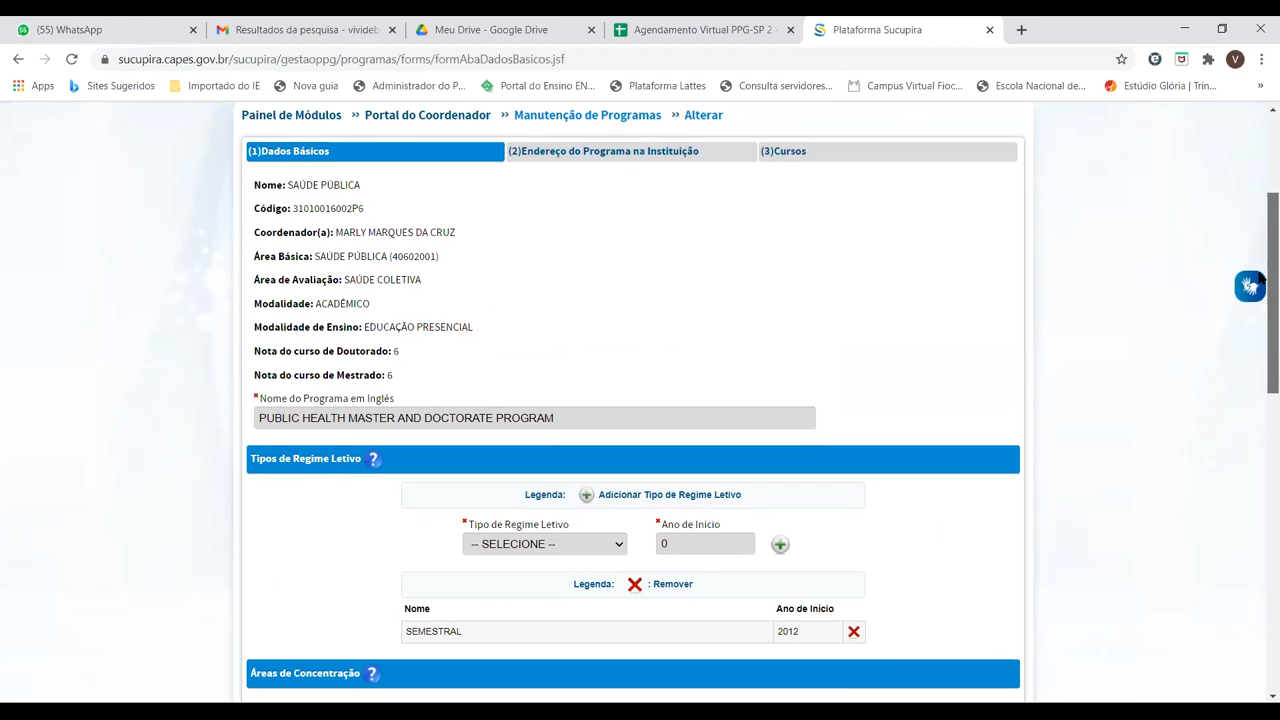 (55) WhatsApp
Resultados da pesquisa - vivideb
Meu Drive - Google Drive
Agendamento Virtual PPG-SP 2 -
Plataforma Sucupira
sucupira.capes.gov.br/sucupira/gestaoppg/programas/forms/formAbaDadosBasicos.jsf
V
Apps
Sites Sugeridos
Importado do IE
Nova guia
Administrador do P...
Portal do Ensino EN...
Plataforma Lattes
Consulta servidores...
Campus Virtual Fioc...
Escola Nacional de...
Estúdio Glória | Trin...
»
Painel de Módulos » Portal do Coordenador » Manutenção de Programas » Alterar
(1)Dados Básicos
(2)Endereço do Programa na Instituição
(3)Cursos
Nome: SAÚDE PÚBLICA
Código: 31010016002P6
Coordenador(a): MARLY MARQUES DA CRUZ
Área Básica: SAÚDE PÚBLICA (40602001)
Área de Avaliação: SAÚDE COLETIVA
Modalidade: ACADÊMICO
Modalidade de Ensino: EDUCAÇÃO PRESENCIAL
Nota do curso de Doutorado: 6
Nota do curso de Mestrado: 6
Nome do Programa em Inglês
PUBLIC HEALTH MASTER AND DOCTORATE PROGRAM
Tipos de Regime Letivo ?
Legenda: Adicionar Tipo de Regime Letivo
Tipo de Regime Letivo
Ano de Início
-- SELECIONE --
0
Legenda: : Remover
Nome
Ano de Início
SEMESTRAL
2012
Áreas de Concentração ?